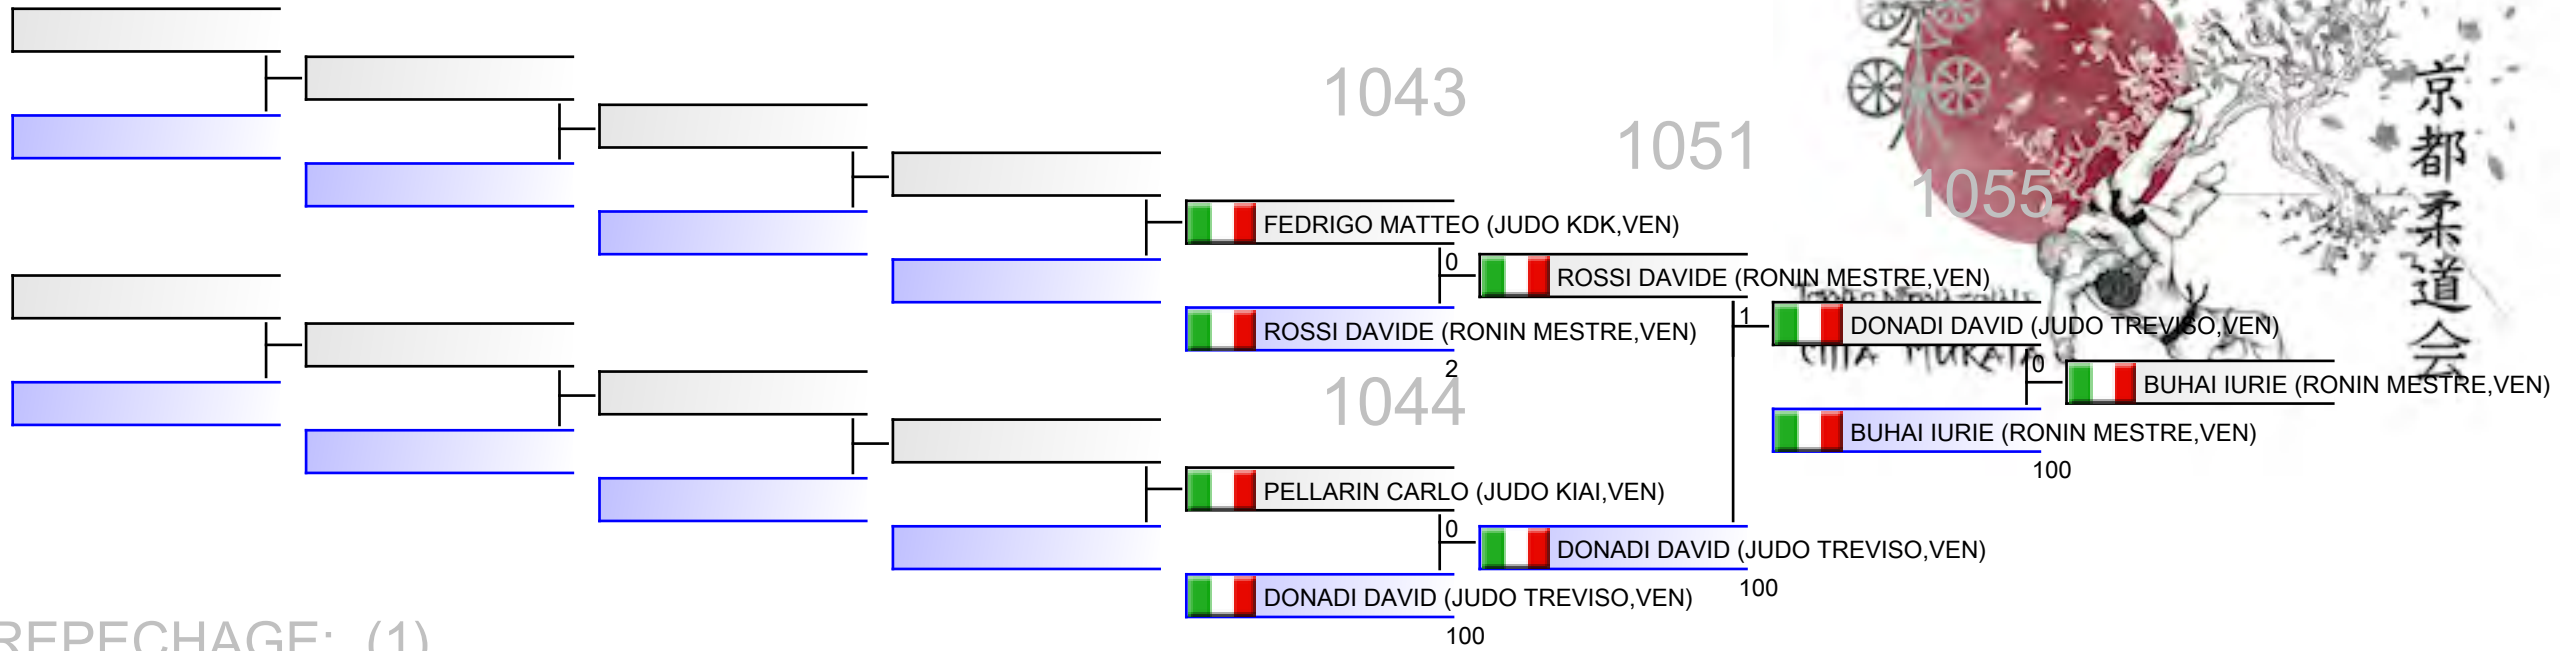 1043
1051
1055
京都柔道会
FEDRIGO MATTEO (JUDO KDK,VEN)
0
ROSSI DAVIDE (RONIN MESTRE,VEN)
ROSSI DAVIDE (RONIN MESTRE,VEN)
2
1
DONADI DAVID (JUDO TREVISO,VEN)
0
BUHAI IURIE (RONIN MESTRE,VEN)
BUHAI IURIE (RONIN MESTRE,VEN)
100
1044
PELLARIN CARLO (JUDO KIAI,VEN)
0
DONADI DAVID (JUDO TREVISO,VEN)
100
DONADI DAVID (JUDO TREVISO,VEN)
100
REPECHAGE: (1)